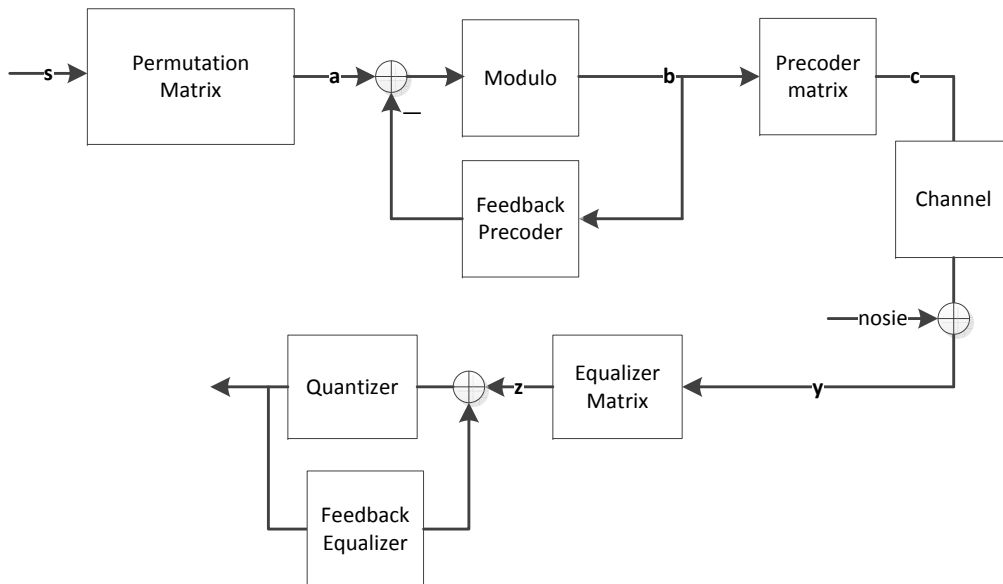 s
Permutation
Matrix
a
Modulo
b
Precoder
matrix
c
Feedback
Precoder
Channel
nosie
Quantizer
z
Equalizer
Matrix
y
Feedback
Equalizer